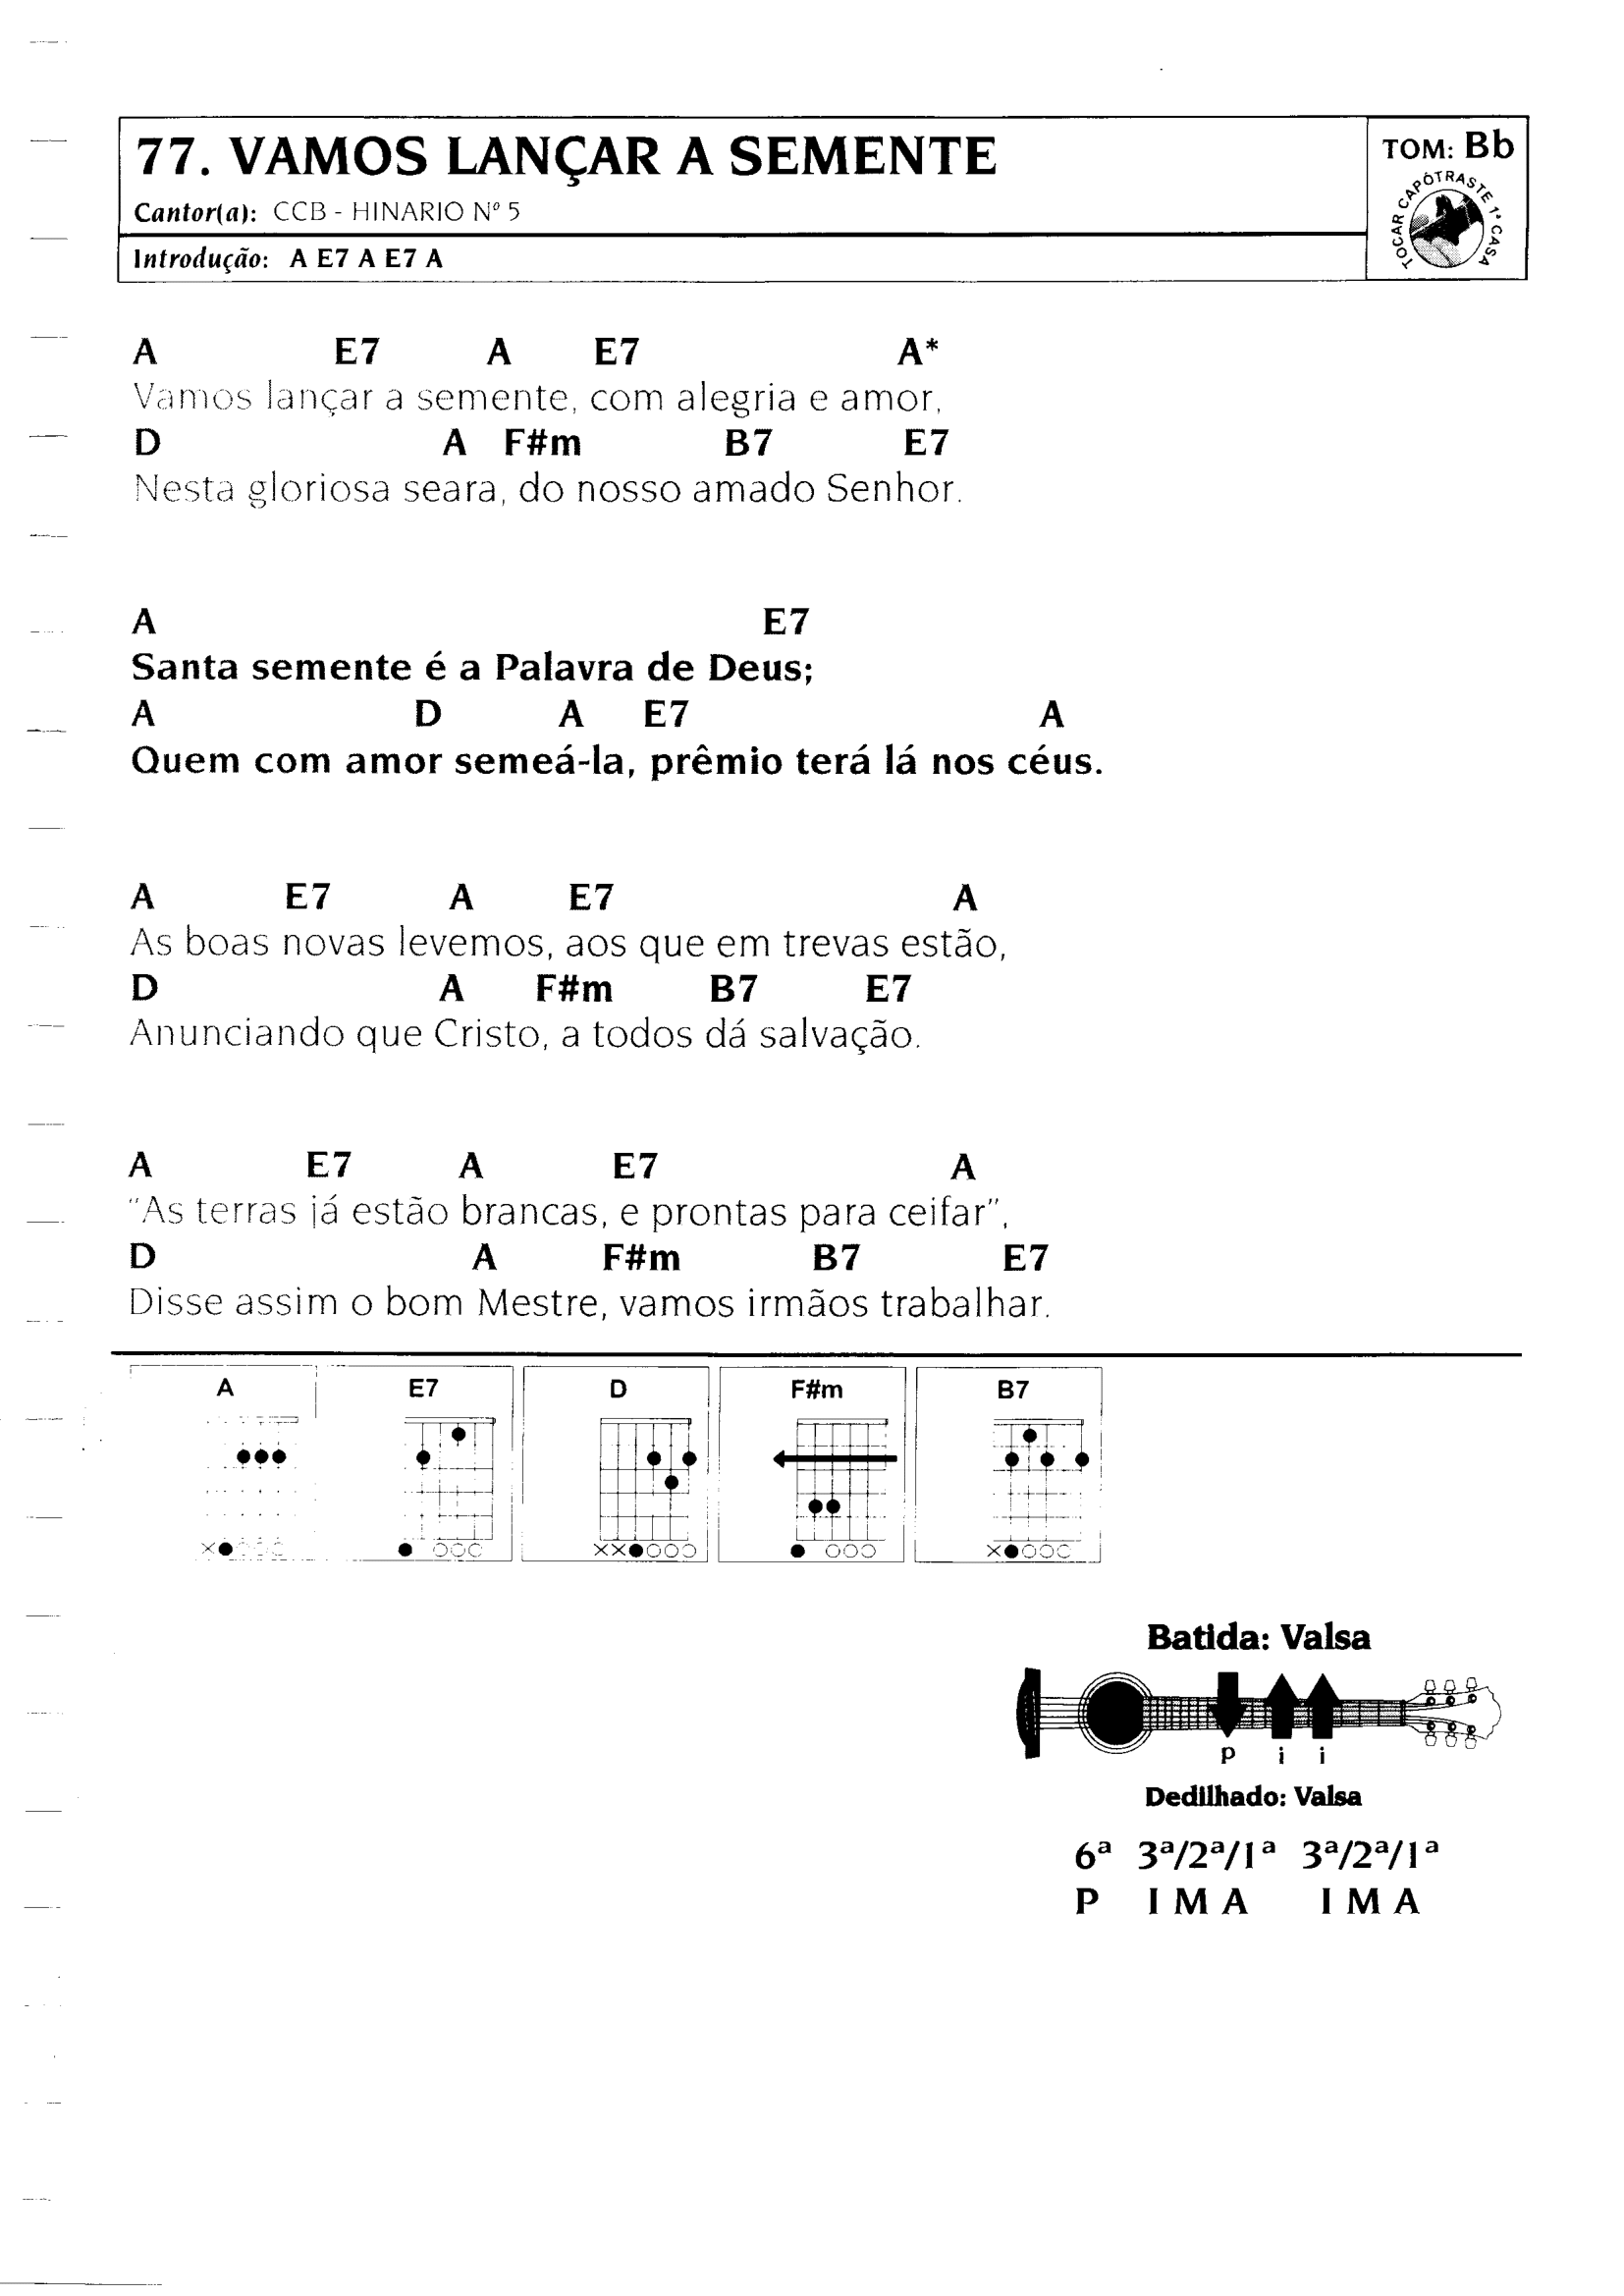 77. VAMOS LANÇAR A SEMENTE
Cantor(a): CCB - HINARIO Nº 5
Introdução: A E7 A E7 A
TOM: Bb
TOCAR CAPÓTRASTE 1ª CASA
A E7 A E7 A*
Vamos lançar a semente, com alegria e amor,
D A F#m B7 E7
Nesta gloriosa seara, do nosso amado Senhor.
A E7
Santa semente é a Palavra de Deus;
A D A E7 A
Quem com amor semeá-la, prêmio terá lá nos céus.
A E7 A E7 A
As boas novas levemos, aos que em trevas estão,
D A F#m B7 E7
Anunciando que Cristo, a todos dá salvação.
A E7 A E7 A
"As terras já estão brancas, e prontas para ceifar",
D A F#m B7 E7
Disse assim o bom Mestre, vamos irmãos trabalhar.
A E7 D F#m B7
Batida: Valsa
p i i
Dedilhado: Valsa
6ª 3ª/2ª/1ª 3ª/2ª/1ª
P I M A I M A